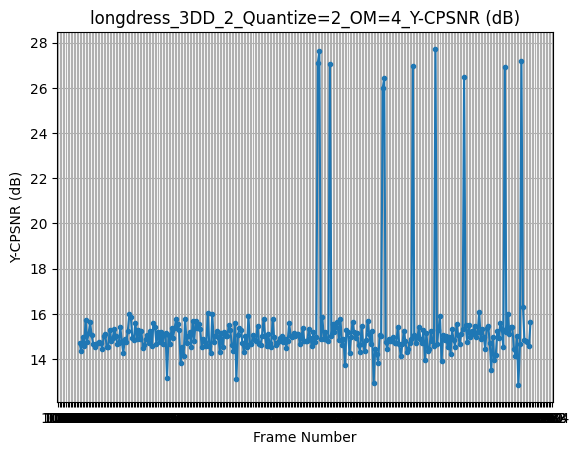 longdress_3DD_2_Quantize=2_OM=4_Y-CPSNR (dB)
28
26
24
22
20
18
16
14
Y-CPSNR (dB)
Frame Number